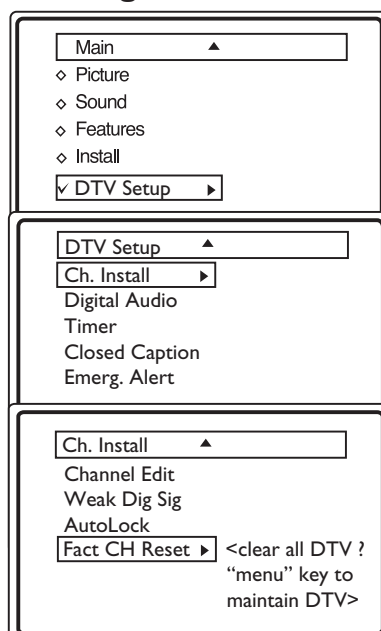 Main ▲
◇ Picture
◇ Sound
◇ Features
◇ Install
✓ DTV Setup ▶
DTV Setup ▲
Ch. Install ▶
Digital Audio
Timer
Closed Caption
Emerg. Alert
Ch. Install ▲
Channel Edit
Weak Dig Sig
AutoLock
Fact CH Reset ▶ <clear all DTV ?
“menu” key to
maintain DTV>